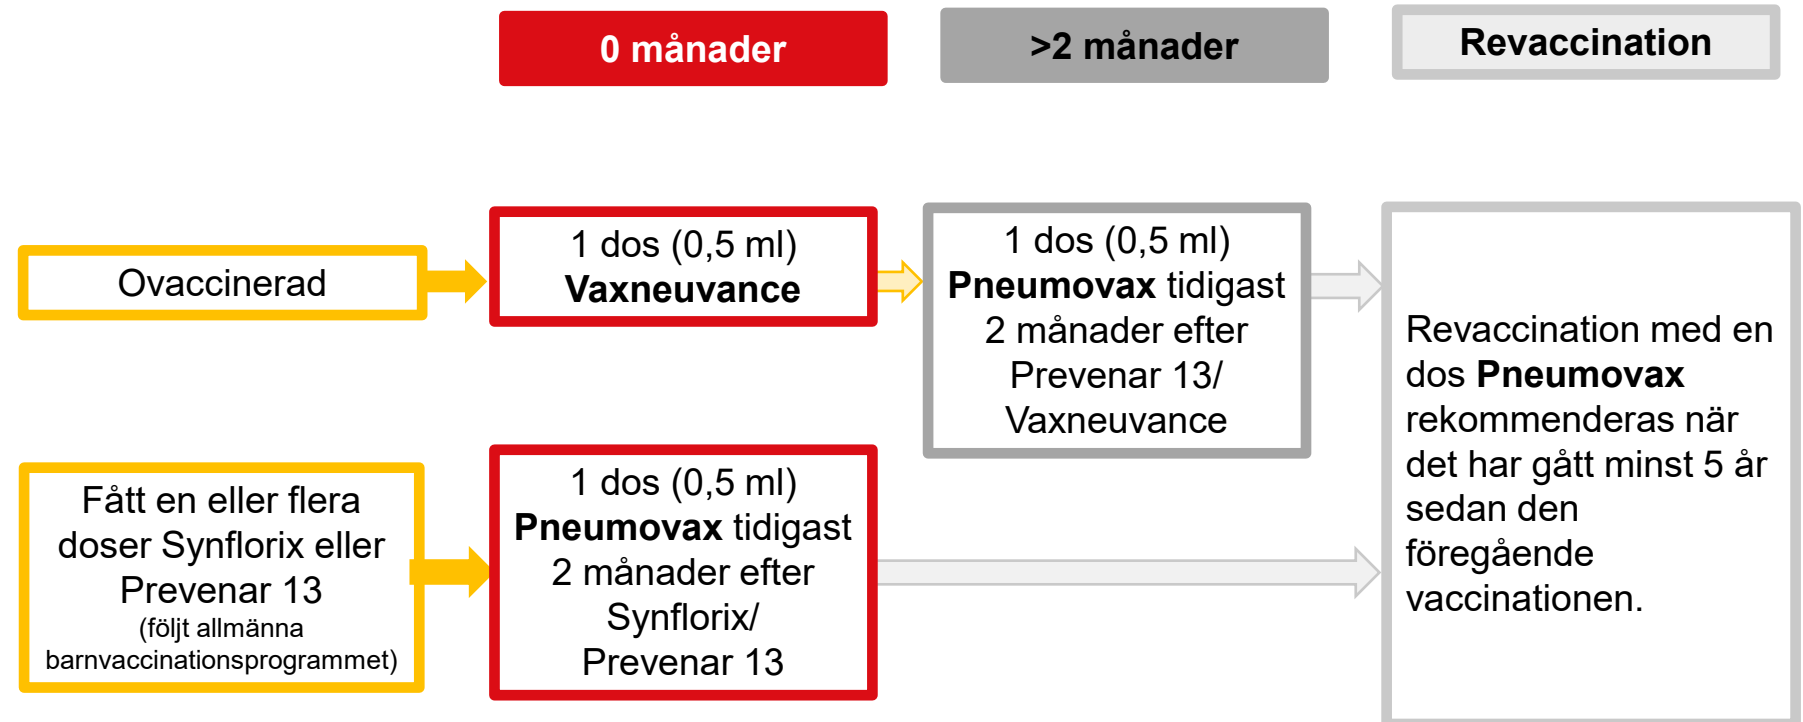 0 månader
>2 månader
Revaccination
Ovaccinerad
1 dos (0,5 ml)
Vaxneuvance
1 dos (0,5 ml)
Pneumovax tidigast
2 månader efter
Prevenar 13/
Vaxneuvance
Fått en eller flera
doser Synflorix eller
Prevenar 13
(följt allmänna
barnvaccinationsprogrammet)
1 dos (0,5 ml)
Pneumovax tidigast
2 månader efter
Synflorix/
Prevenar 13
Revaccination med en
dos Pneumovax
rekommenderas när
det har gått minst 5 år
sedan den
föregående
vaccinationen.